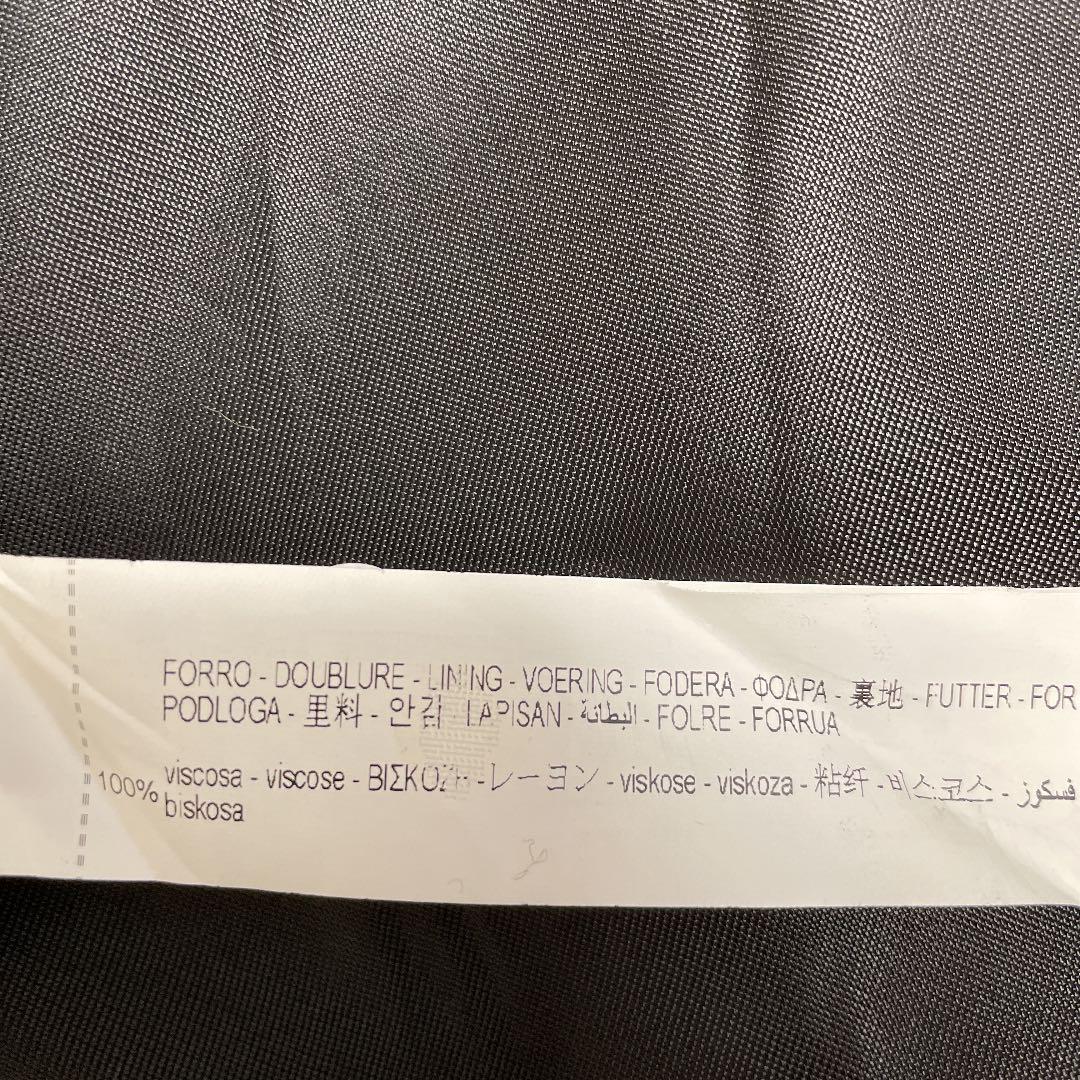 FORRO - DOUBLURE - LINING - VOERING - FODERA - ΦΟΔΡΑ - 裏地 - FUTTER - FOR
PODLOGA - 里料 - 안감 LAPISAN - البطانة - FOLRE - FORRUA
100% viscosa - viscose - ΒΙΣΚΟΖΗ - レーヨン - viskose - viskoza - 粘纤 - 비스코스 - فسكوز
biskosa